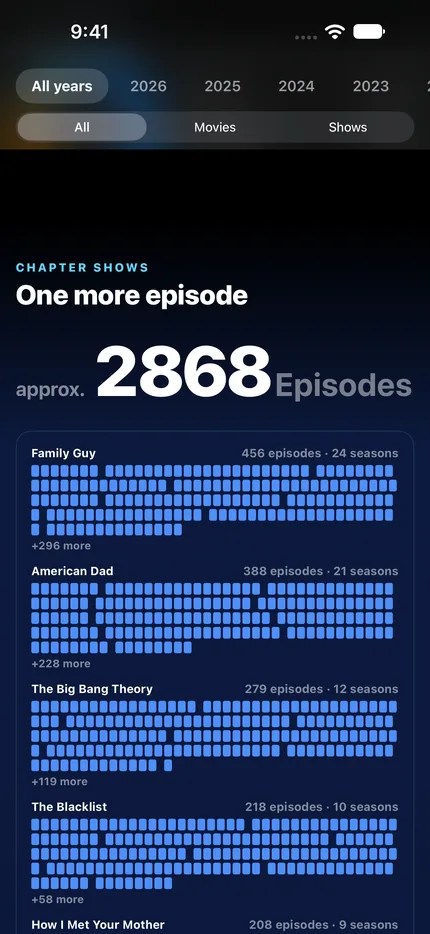 9:41
All years 2026 2025 2024 2023
All Movies Shows
CHAPTER SHOWS
One more episode
approx. 2868 Episodes
Family Guy 456 episodes · 24 seasons
+296 more
American Dad 388 episodes · 21 seasons
+228 more
The Big Bang Theory 279 episodes · 12 seasons
+119 more
The Blacklist 218 episodes · 10 seasons
+58 more
How I Met Your Mother 208 episodes · 9 seasons